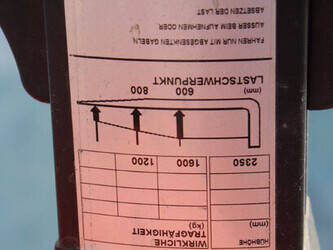 HUBHÖHE
(mm)
WIRKLICHE
TRAGFÄHIGKEIT
(kg)
2350
1600
1200
(mm)
600
800
LASTSCHWERPUNKT
FAHREN NUR MIT ABGESENKTEN GABELN
AUSSER BEIM AUFNEHMEN ODER
ABSETZEN DER LAST